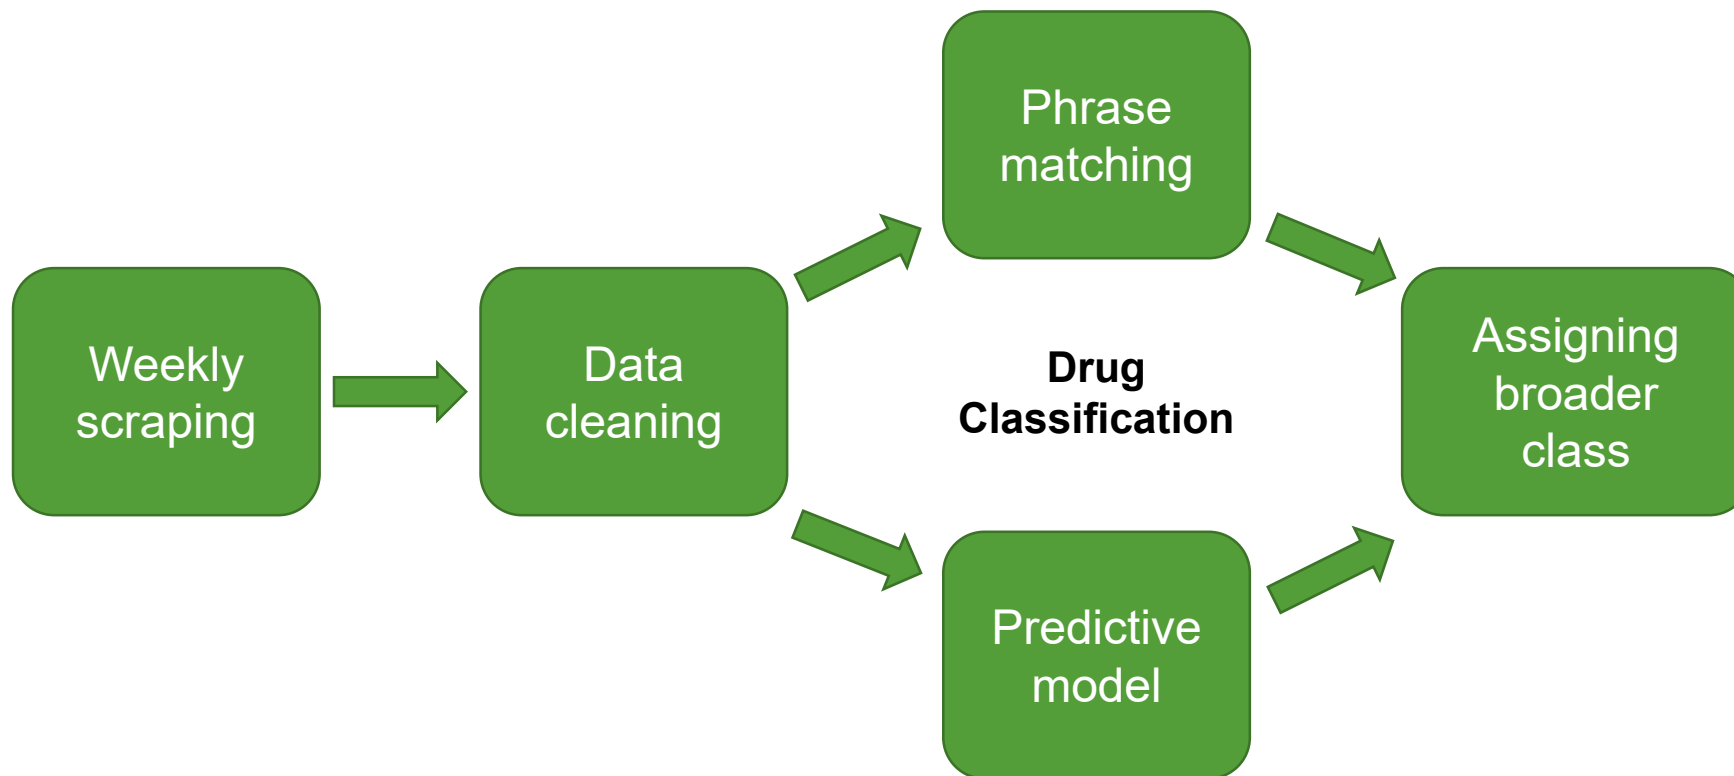 Weekly
scraping
Data
cleaning
Phrase
matching
Drug
Classification
Predictive
model
Assigning
broader
class